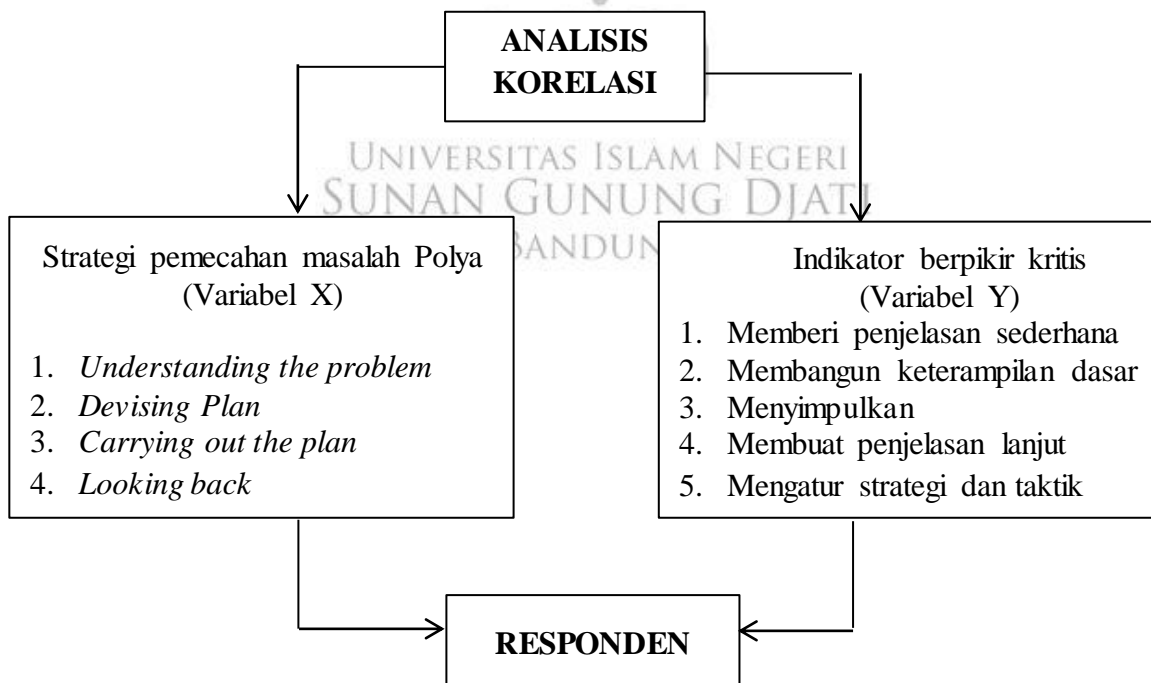 ANALISIS
KORELASI
UNIVERSITAS ISLAM NEGERI
SUNAN GUNUNG DJATI
BANDUN
Strategi pemecahan masalah Polya
(Variabel X)
1. Understanding the problem
2. Devising Plan
3. Carrying out the plan
4. Looking back
Indikator berpikir kritis
(Variabel Y)
1. Memberi penjelasan sederhana
2. Membangun keterampilan dasar
3. Menyimpulkan
4. Membuat penjelasan lanjut
5. Mengatur strategi dan taktik
RESPONDEN